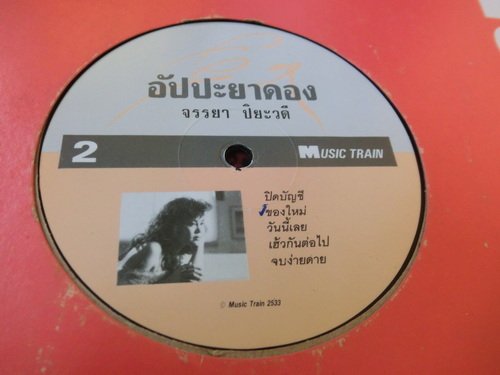 อัปปะยาดอง
จรรยา ปิยะวดี
2
MUSIC TRAIN
ปิดบัญชี
ของใหม่
วันนี้เลย
เฮ้วกันต่อไป
จบง่ายดาย
© Music Train 2533